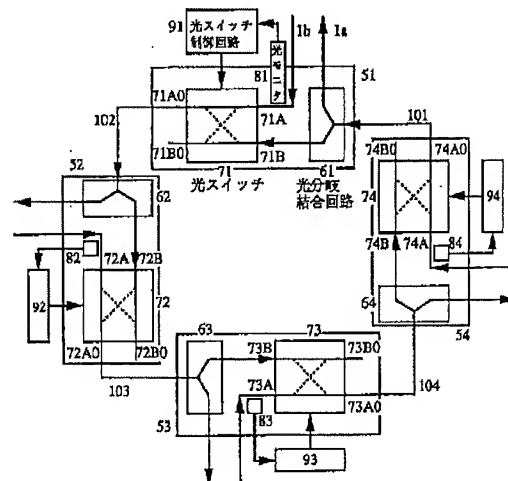 91
光スイッチ
制御回路
1b
1a
光モニタ
81
51
71A0
71A
102
101
71B0
71B
71
61
光スイッチ
光分岐
結合回路
52
62
74B0
74A0
74
94
82
72A
72B
74B
74A
84
92
72
64
54
72A0
72B0
63
73
103
73B
73B0
104
73A
73A0
53
83
93